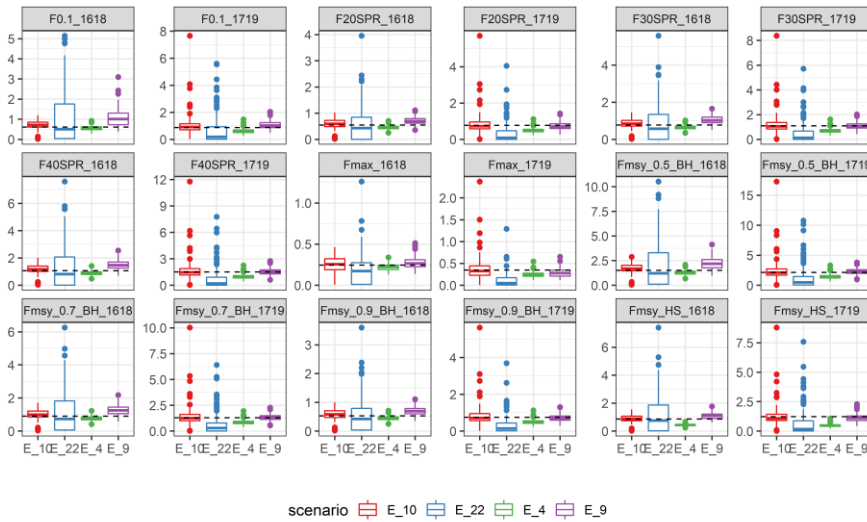 F0.1_1618 F0.1_1719 F20SPR_1618 F20SPR_1719 F30SPR_1618 F30SPR_1719
5 4 3 2 1 0
8 6 4 2 0
4 3 2 1 0
4 2 0
4 2 0
8 6 4 2 0
F40SPR_1618 F40SPR_1719 Fmax_1618 Fmax_1719 Fmsy_0.5_BH_1618 Fmsy_0.5_BH_1719
6 4 2 0
12 9 6 3 0
1.2 0.8 0.4 0.0
2.0 1.5 1.0 0.5 0.0
10.0 7.5 5.0 2.5 0.0
15 10 5 0
Fmsy_0.7_BH_1618 Fmsy_0.7_BH_1719 Fmsy_0.9_BH_1618 Fmsy_0.9_BH_1719 Fmsy_HS_1618 Fmsy_HS_1719
6 4 2 0
10.0 7.5 5.0 2.5 0.0
3 2 1 0
4 2 0
6 4 2 0
7.5 5.0 2.5 0.0
E_10 E_22 E_4 E_9 E_10 E_22 E_4 E_9 E_10 E_22 E_4 E_9 E_10 E_22 E_4 E_9 E_10 E_22 E_4 E_9 E_10 E_22 E_4 E_9
scenario E_10 E_22 E_4 E_9